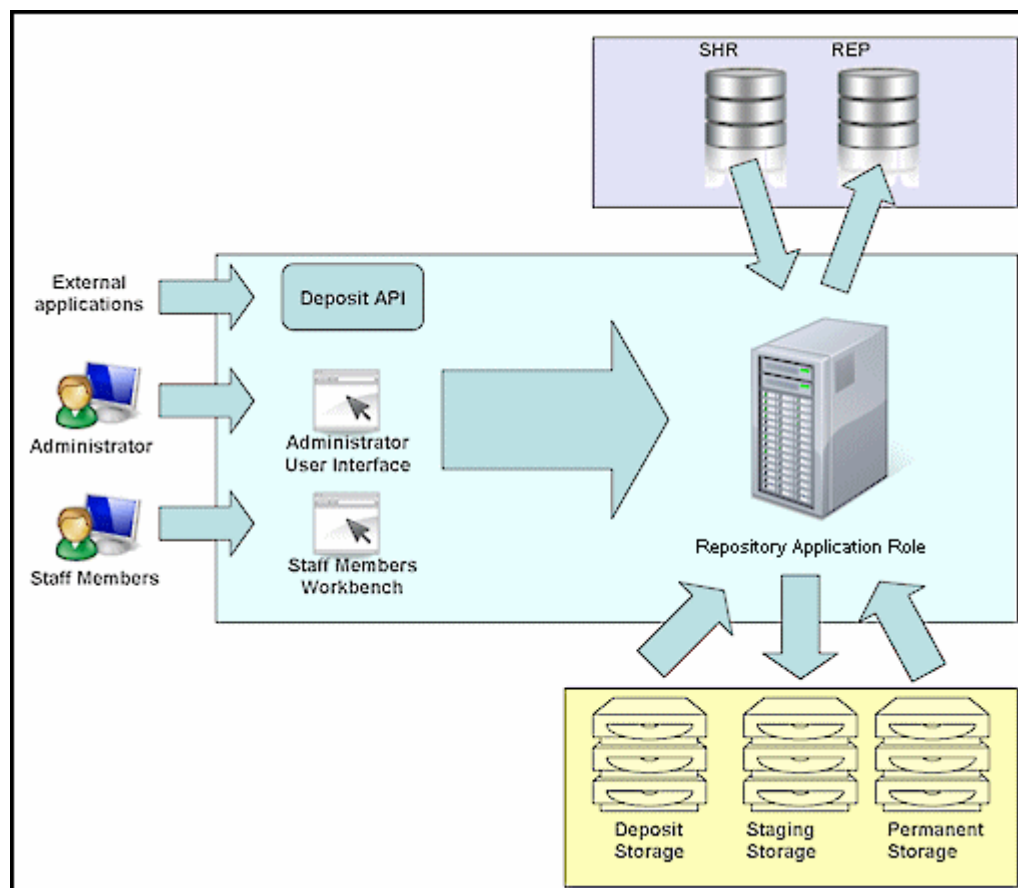 SHR REP
External
applications
Deposit API
Administrator
Administrator
User Interface
Staff Members
Staff Members
Workbench
Repository Application Role
Deposit
Storage
Staging
Storage
Permanent
Storage